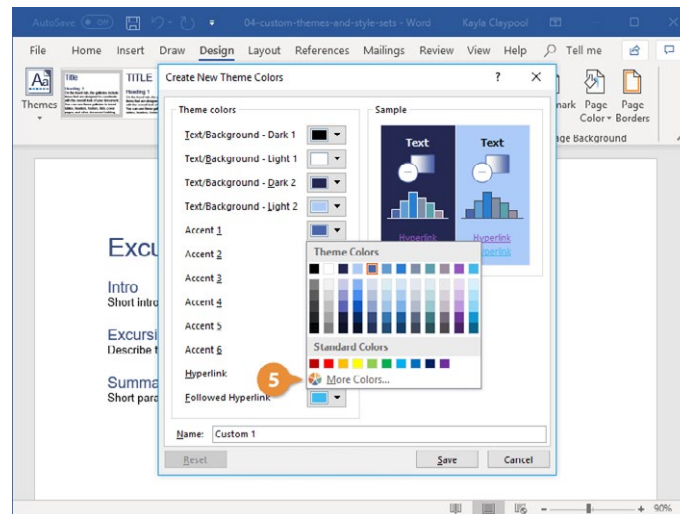 AutoSave Off 04-custom-themes-and-style-sets - Word Kayla Claypool
File Home Insert Draw Design Layout References Mailings Review View Help Tell me
Aa
Themes
Title
Heading 1
TITLE
Heading 1
Page Color
Page Borders
Create New Theme Colors ? ×
Theme colors
Sample
Text/Background - Dark 1
Text/Background - Light 1
Text/Background - Dark 2
Text/Background - Light 2
Accent 1
Accent 2
Accent 3
Accent 4
Accent 5
Accent 6
Hyperlink
Followed Hyperlink
Text Text
Hyperlink Hyperlink
Theme Colors
Standard Colors
5
More Colors...
Name: Custom 1
Reset Save Cancel
Excu
Intro
Short intro
Excursi
Describe t
Summa
Short para
90%